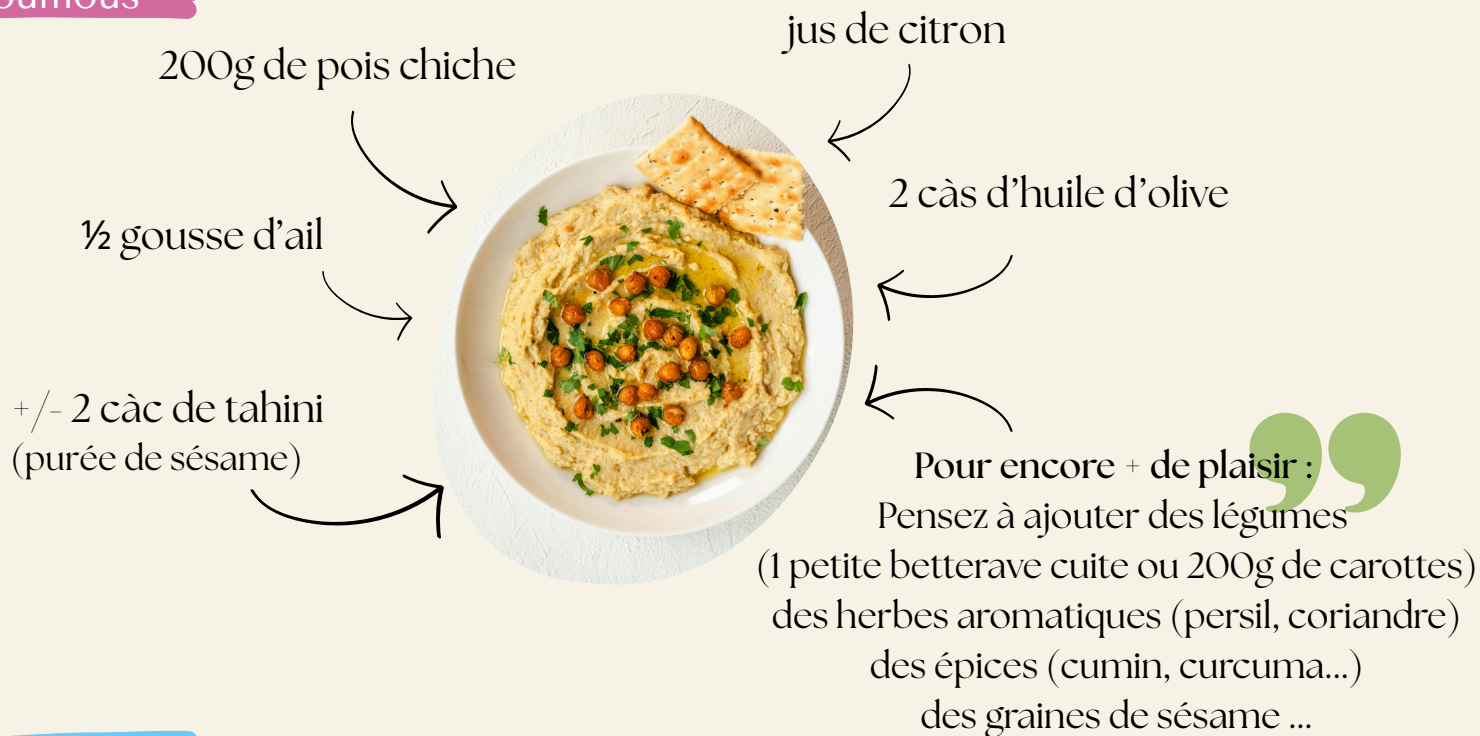 oumous
200g de pois chiche
jus de citron
2 càs d’huile d’olive
½ gousse d’ail
+/- 2 càc de tahini
(purée de sésame)
Pour encore + de plaisir :
Pensez à ajouter des légumes
(1 petite betterave cuite ou 200g de carottes)
des herbes aromatiques (persil, coriandre)
des épices (cumin, curcuma...)
des graines de sésame ...